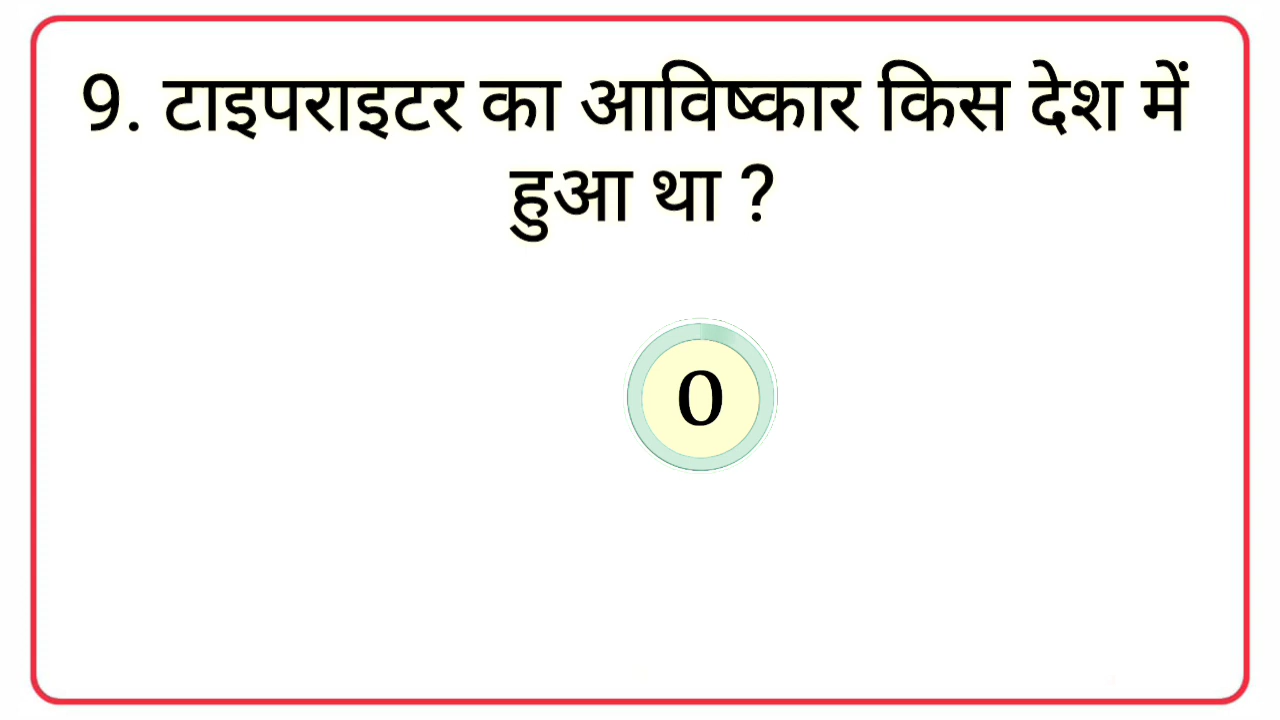 9. टाइपराइटर का आविष्कार किस देश में
हुआ था ?
0